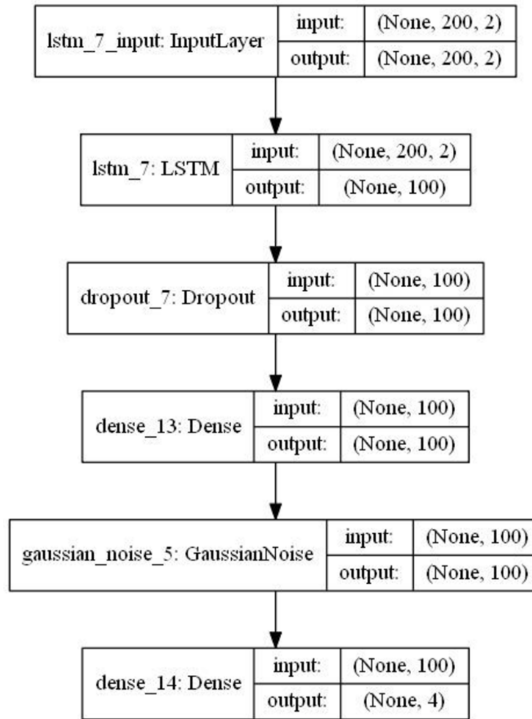 lstm_7_input: InputLayer
input: (None, 200, 2)
output: (None, 200, 2)
lstm_7: LSTM
input: (None, 200, 2)
output: (None, 100)
dropout_7: Dropout
input: (None, 100)
output: (None, 100)
dense_13: Dense
input: (None, 100)
output: (None, 100)
gaussian_noise_5: GaussianNoise
input: (None, 100)
output: (None, 100)
dense_14: Dense
input: (None, 100)
output: (None, 4)